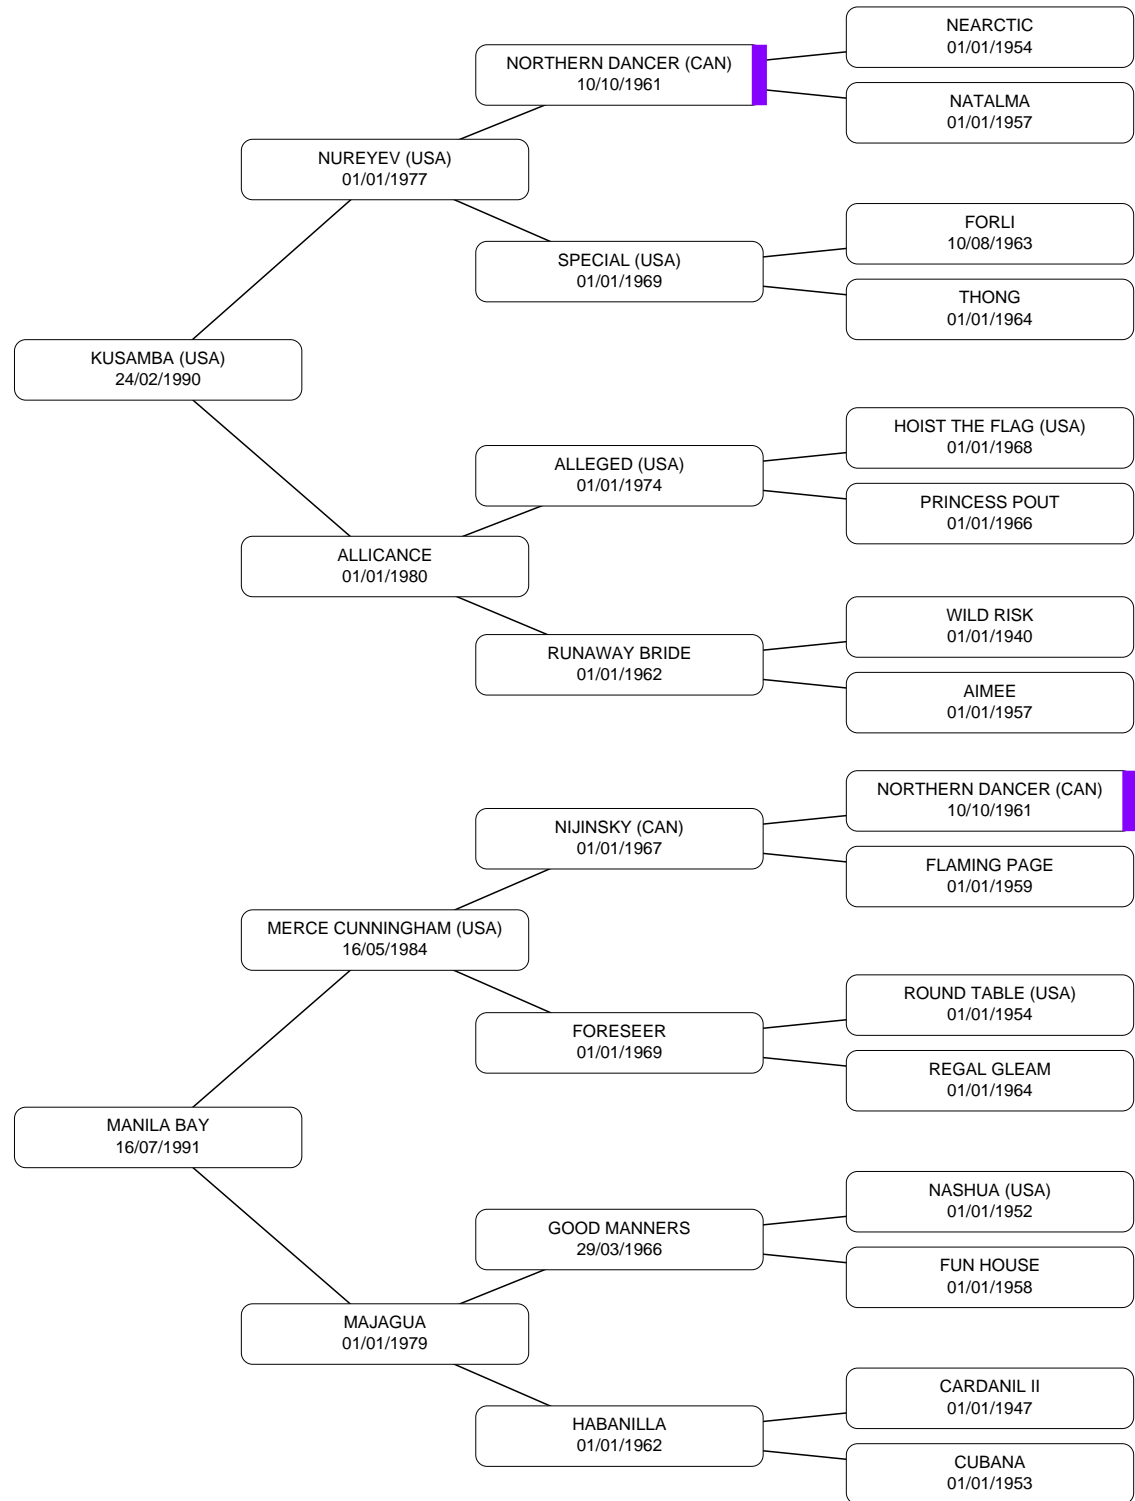 NEARCTIC
01/01/1954
NORTHERN DANCER (CAN)
10/10/1961
NATALMA
01/01/1957
NUREYEV (USA)
01/01/1977
FORLI
10/08/1963
SPECIAL (USA)
01/01/1969
THONG
01/01/1964
KUSAMBA (USA)
24/02/1990
HOIST THE FLAG (USA)
01/01/1968
ALLEGED (USA)
01/01/1974
PRINCESS POUT
01/01/1966
ALLICANCE
01/01/1980
WILD RISK
01/01/1940
RUNAWAY BRIDE
01/01/1962
AIMEE
01/01/1957
NORTHERN DANCER (CAN)
10/10/1961
NIJINSKY (CAN)
01/01/1967
FLAMING PAGE
01/01/1959
MERCE CUNNINGHAM (USA)
16/05/1984
ROUND TABLE (USA)
01/01/1954
FORESEER
01/01/1969
REGAL GLEAM
01/01/1964
MANILA BAY
16/07/1991
NASHUA (USA)
01/01/1952
GOOD MANNERS
29/03/1966
FUN HOUSE
01/01/1958
MAJAGUA
01/01/1979
CARDANIL II
01/01/1947
HABANILLA
01/01/1962
CUBANA
01/01/1953